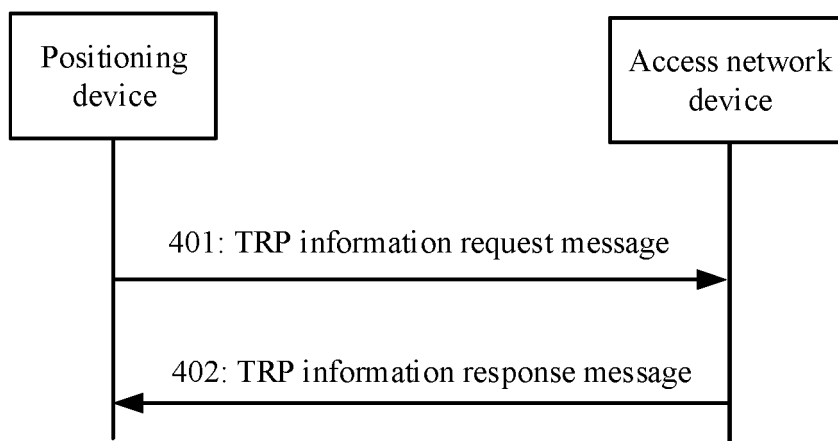 Positioning
device
Access network
device
401: TRP information request message
402: TRP information response message